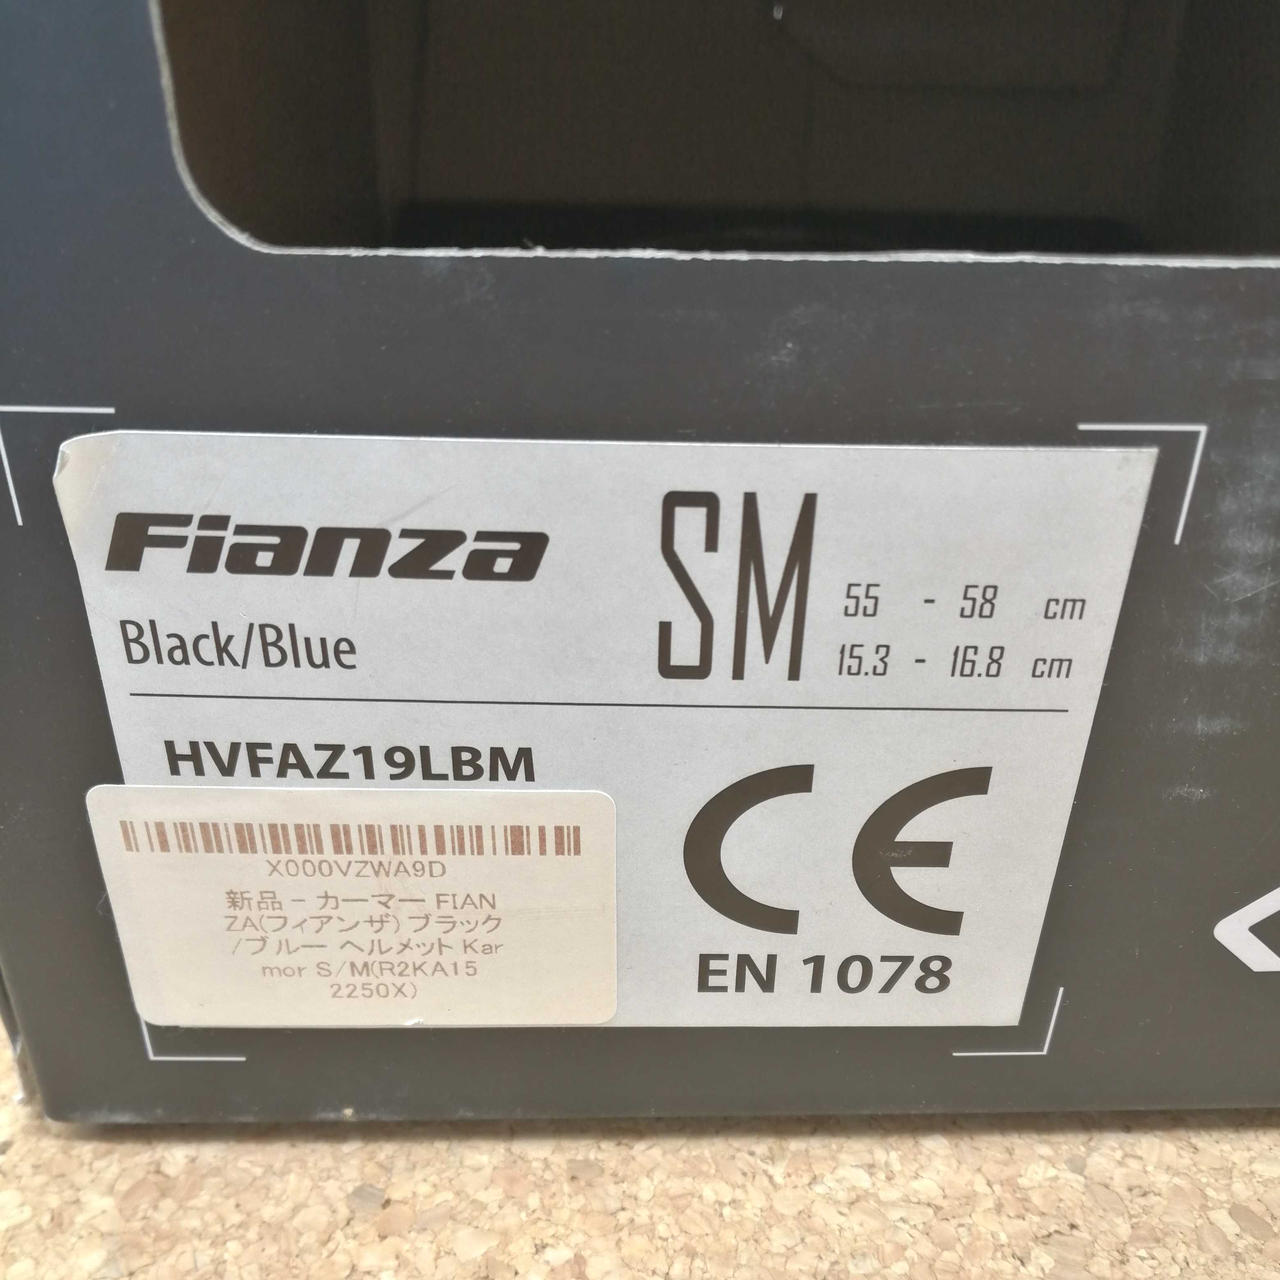 Fianza
Black/Blue
SM
55 - 58 cm
15.3 - 16.8 cm
HVFAZ19LBM
CE
EN 1078
X000VZWA9D
新品 - カーマー FIAN
ZA(フィアンザ) ブラック
/ブルー ヘルメット Kar
mor S/M(R2KA15
2250X)